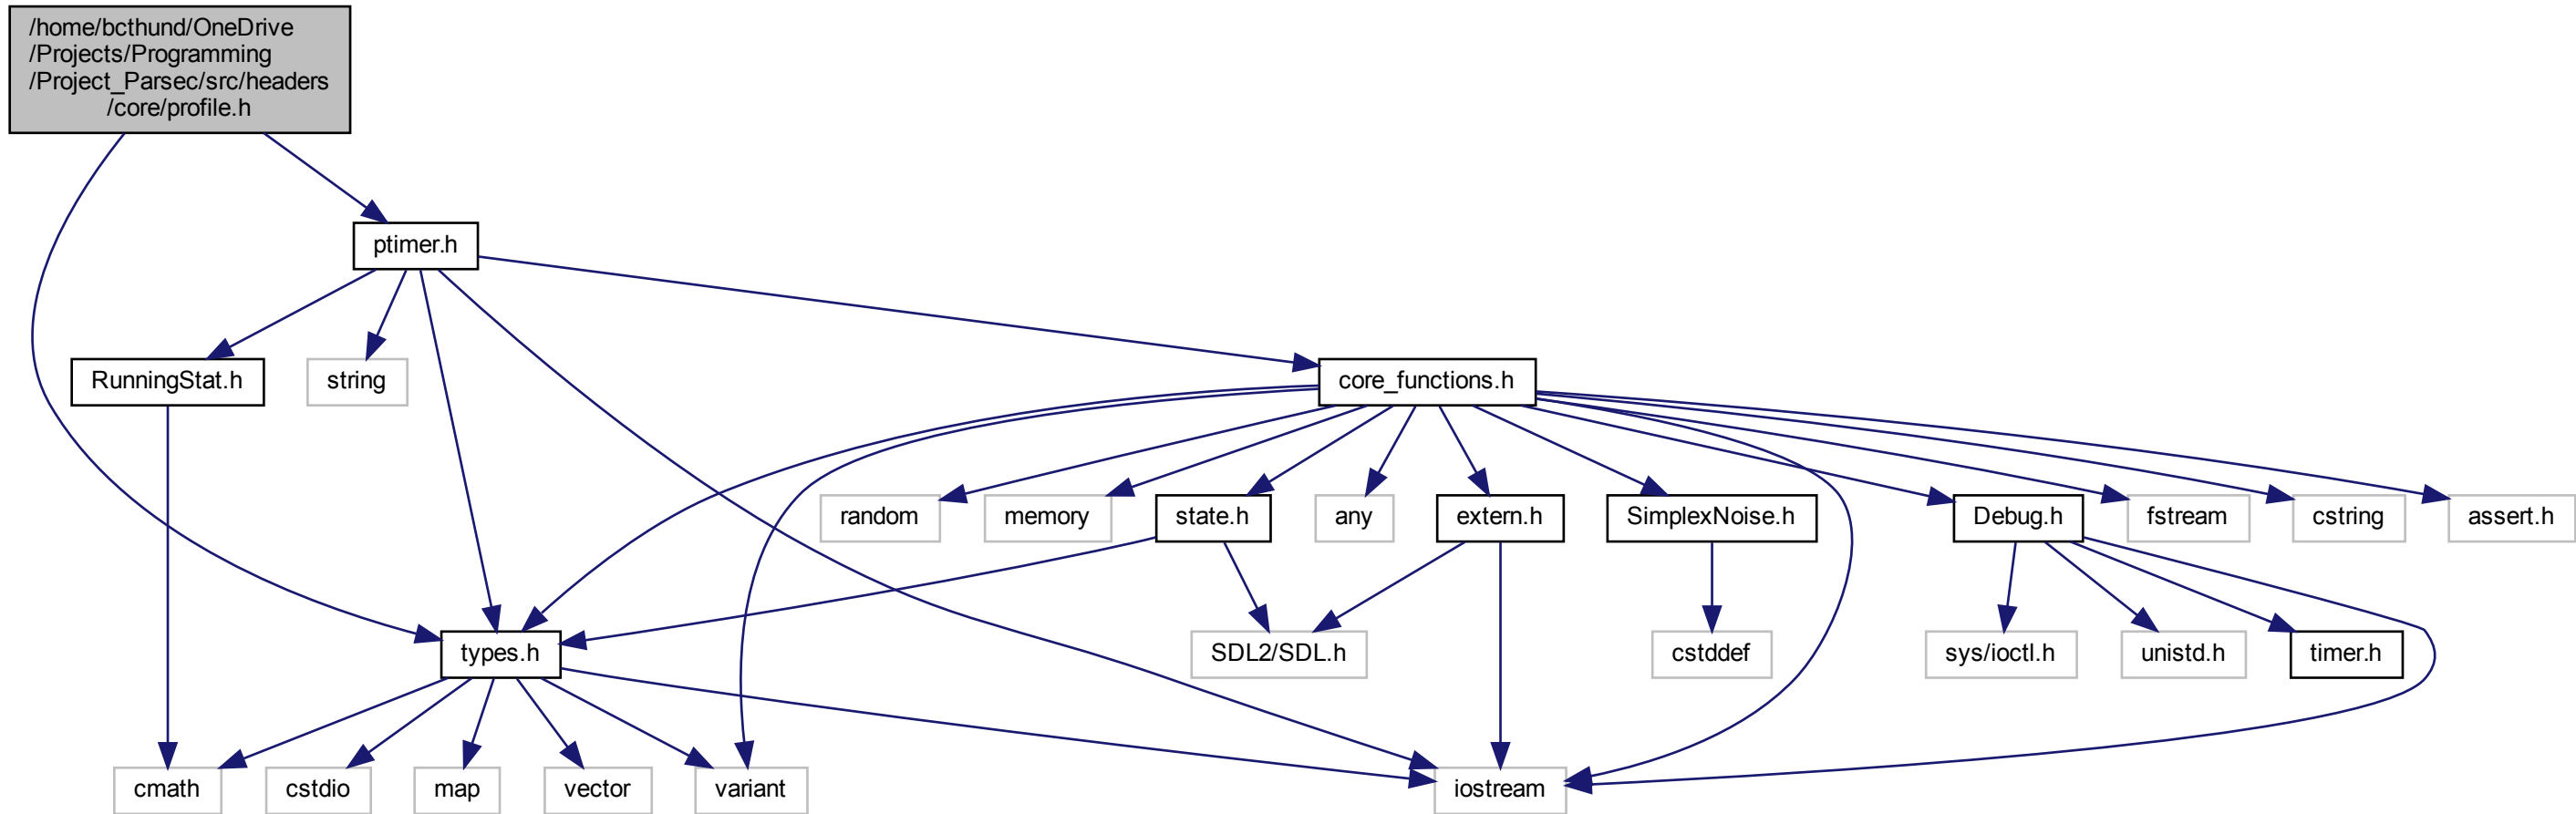 /home/bcthund/OneDrive
/Projects/Programming
/Project_Parsec/src/headers
/core/profile.h
ptimer.h
RunningStat.h
string
core_functions.h
random
memory
state.h
any
extern.h
SimplexNoise.h
Debug.h
fstream
cstring
assert.h
types.h
SDL2/SDL.h
cstddef
sys/ioctl.h
unistd.h
timer.h
cmath
cstdio
map
vector
variant
iostream